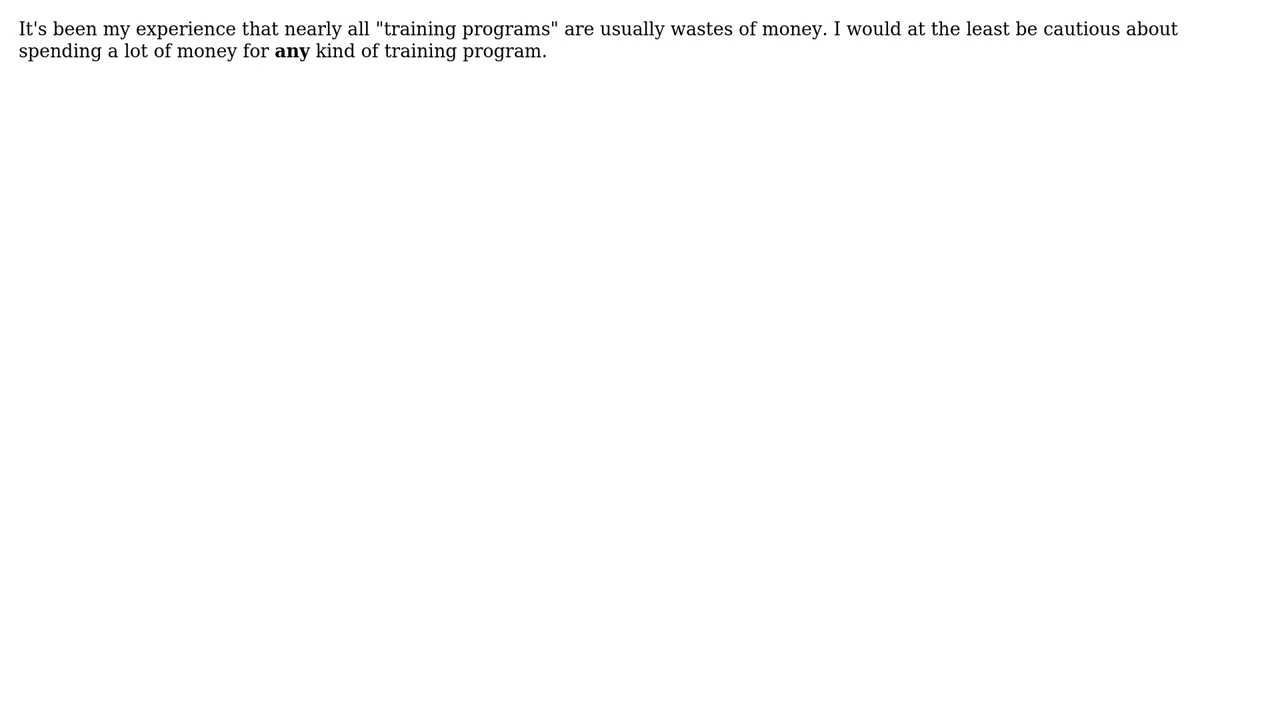 It's been my experience that nearly all "training programs" are usually wastes of money. I would at the least be cautious about
spending a lot of money for any kind of training program.